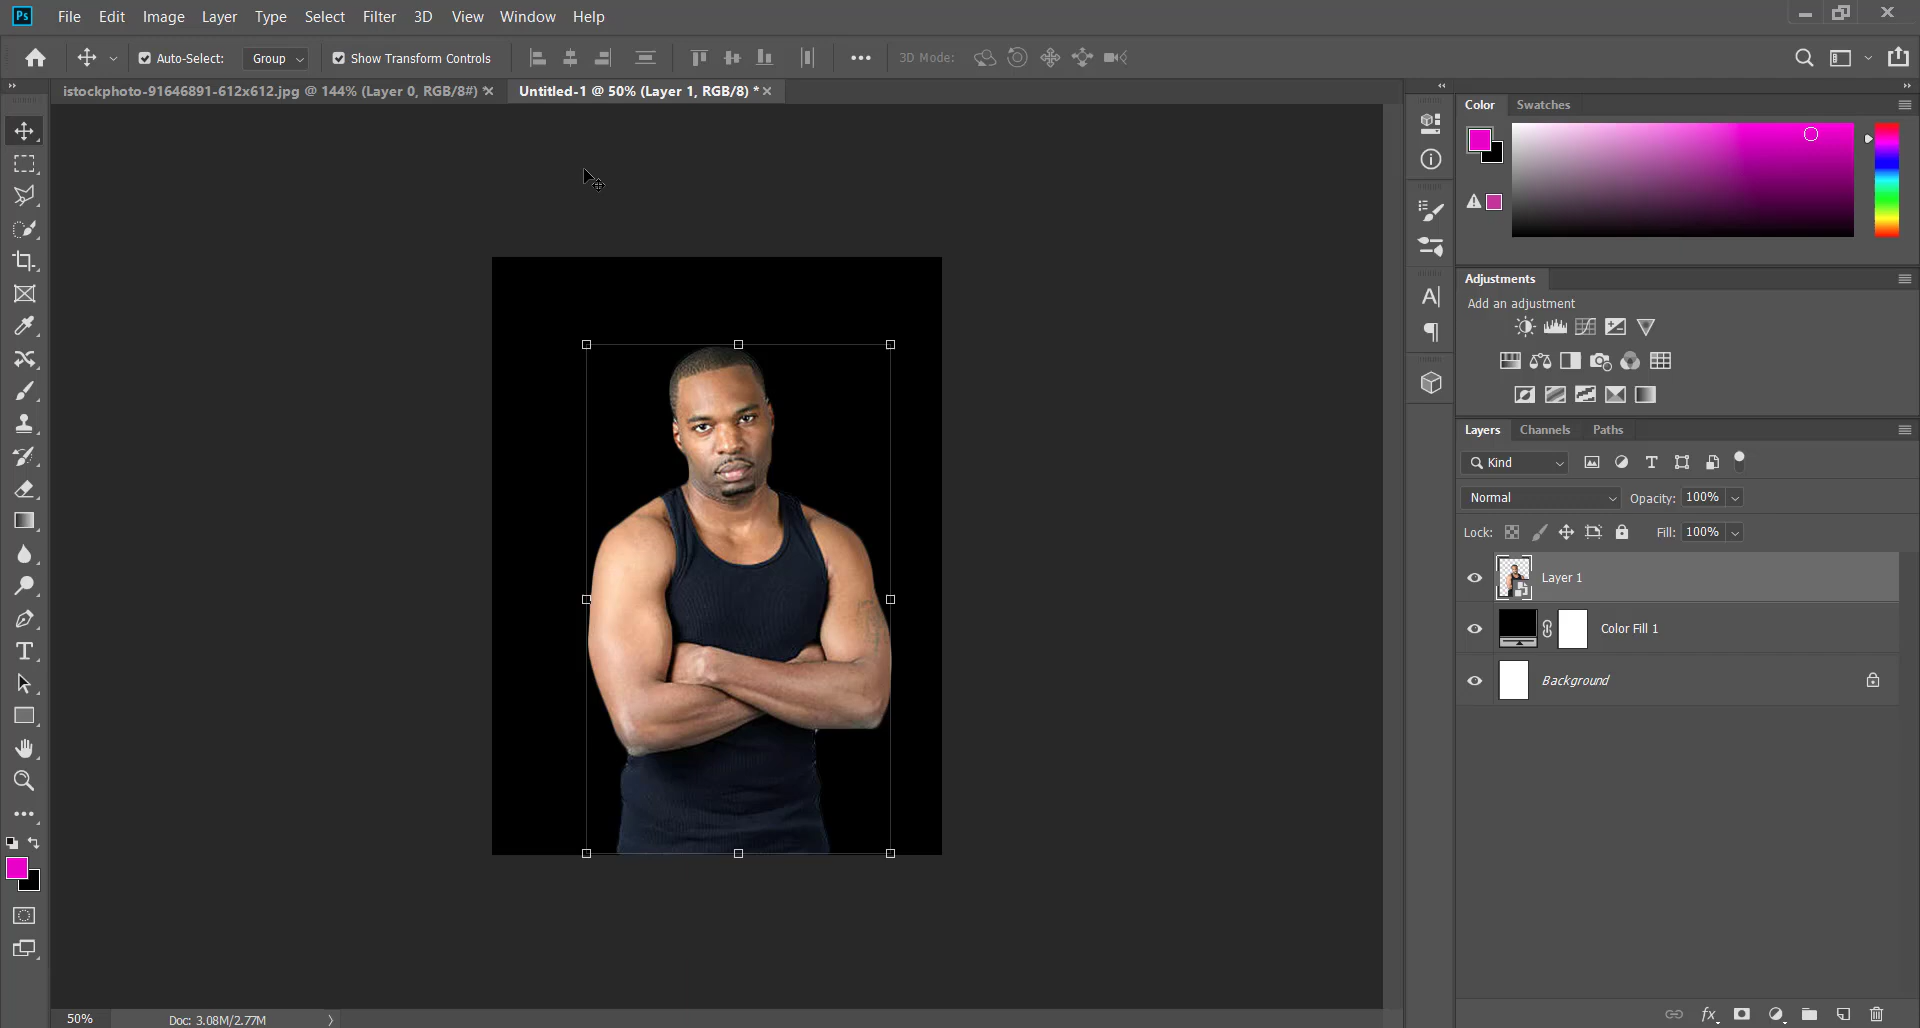 Ps File Edit Image Layer Type Select Filter 3D View Window Help
Auto-Select: Group Show Transform Controls 3D Mode:
istockphoto-91646891-612x612.jpg @ 144% (Layer 0, RGB/8#) * Untitled-1 @ 50% (Layer 1, RGB/8) *
Color Swatches
Adjustments
Add an adjustment
Layers Channels Paths
Kind
Normal Opacity: 100%
Lock: Fill: 100%
Layer 1
Color Fill 1
Background
50% Doc: 3.08M/2.77M
fx